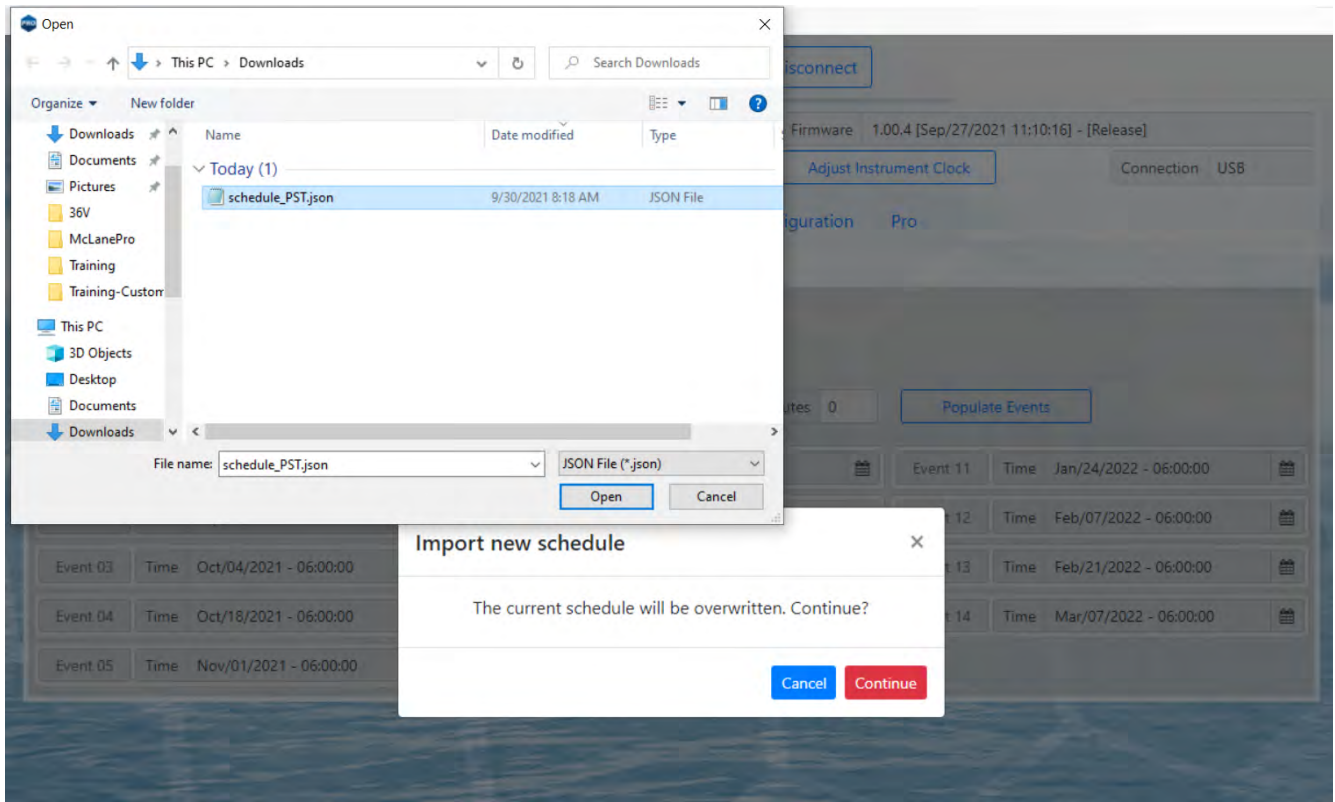 PRO Open
This PC > Downloads
Search Downloads
Organize
New folder
Downloads
Documents
Pictures
36V
McLanePro
Training
Training-Custom
This PC
3D Objects
Desktop
Documents
Downloads
Name
Date modified
Type
Today (1)
schedule_PST.json
9/30/2021 8:18 AM
JSON File
File name:
schedule_PST.json
JSON File (*.json)
Open
Cancel
isconnect
Firmware 1.00.4 [Sep/27/2021 11:10:16] - [Release]
Adjust Instrument Clock
Connection USB
iguration
Pro
utes 0
Populate Events
Event 11 Time Jan/24/2022 - 06:00:00
t 12 Time Feb/07/2022 - 06:00:00
Event 03 Time Oct/04/2021 - 06:00:00
t 13 Time Feb/21/2022 - 06:00:00
Event 04 Time Oct/18/2021 - 06:00:00
t 14 Time Mar/07/2022 - 06:00:00
Event 05 Time Nov/01/2021 - 06:00:00
Import new schedule
The current schedule will be overwritten. Continue?
Cancel
Continue